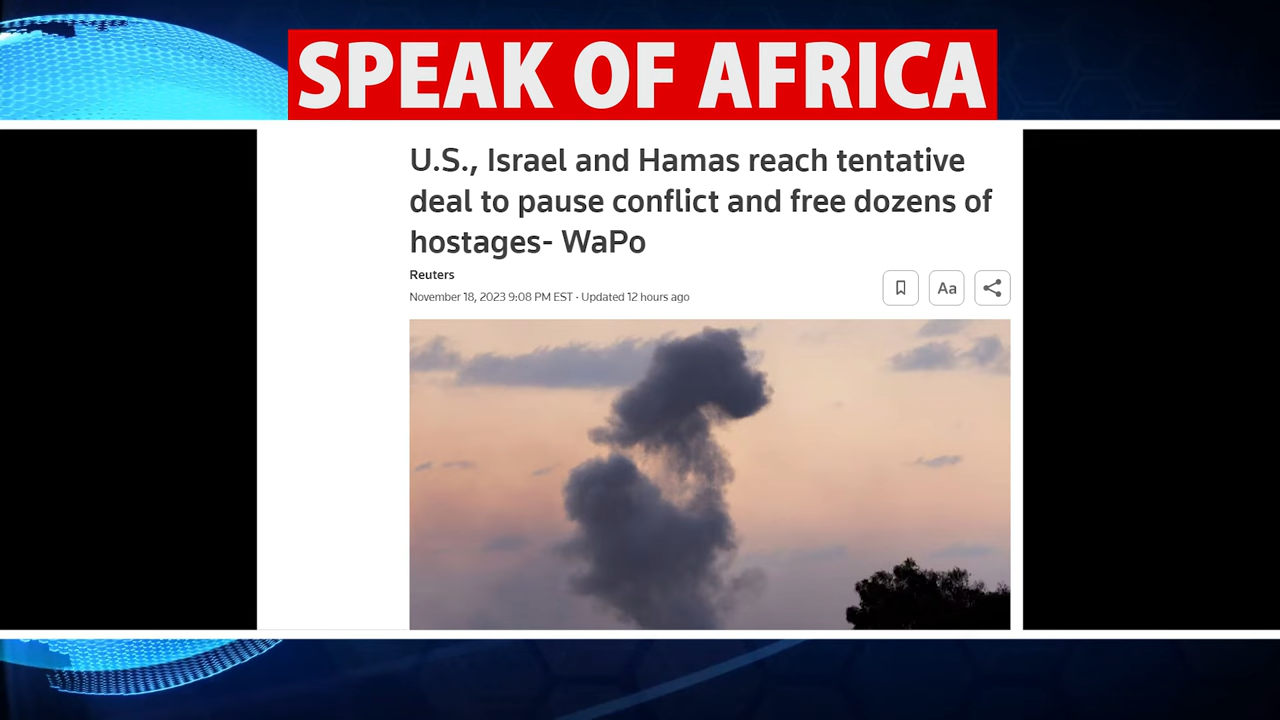 SPEAK OF AFRICA
U.S., Israel and Hamas reach tentative
deal to pause conflict and free dozens of
hostages- WaPo
Reuters
November 18, 2023 9:08 PM EST · Updated 12 hours ago
Aa